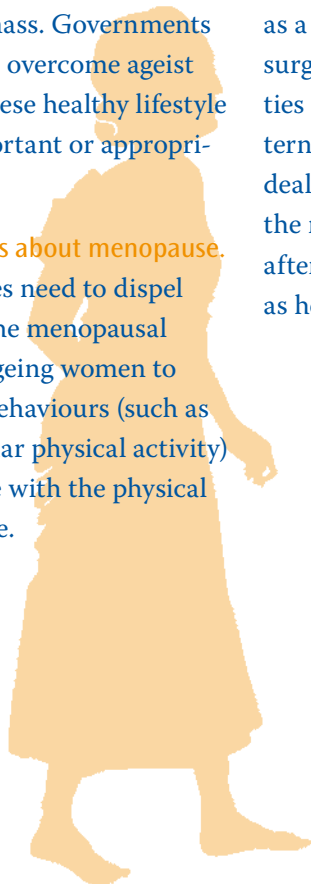 ass. Governments
overcome ageist
ese healthy lifestyle
ortant or appropri-
s about menopause.
es need to dispel
he menopausal
geing women to
ehaviours (such as
ar physical activity)
e with the physical
e.
as a
surg
ties
tern
deal
the
after
as he